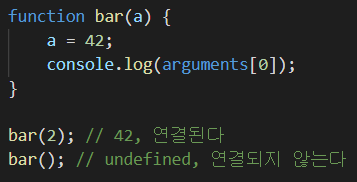 function bar(a) {
    a = 42;
    console.log(arguments[0]);
}

bar(2); // 42, 연결된다
bar(); // undefined, 연결되지 않는다